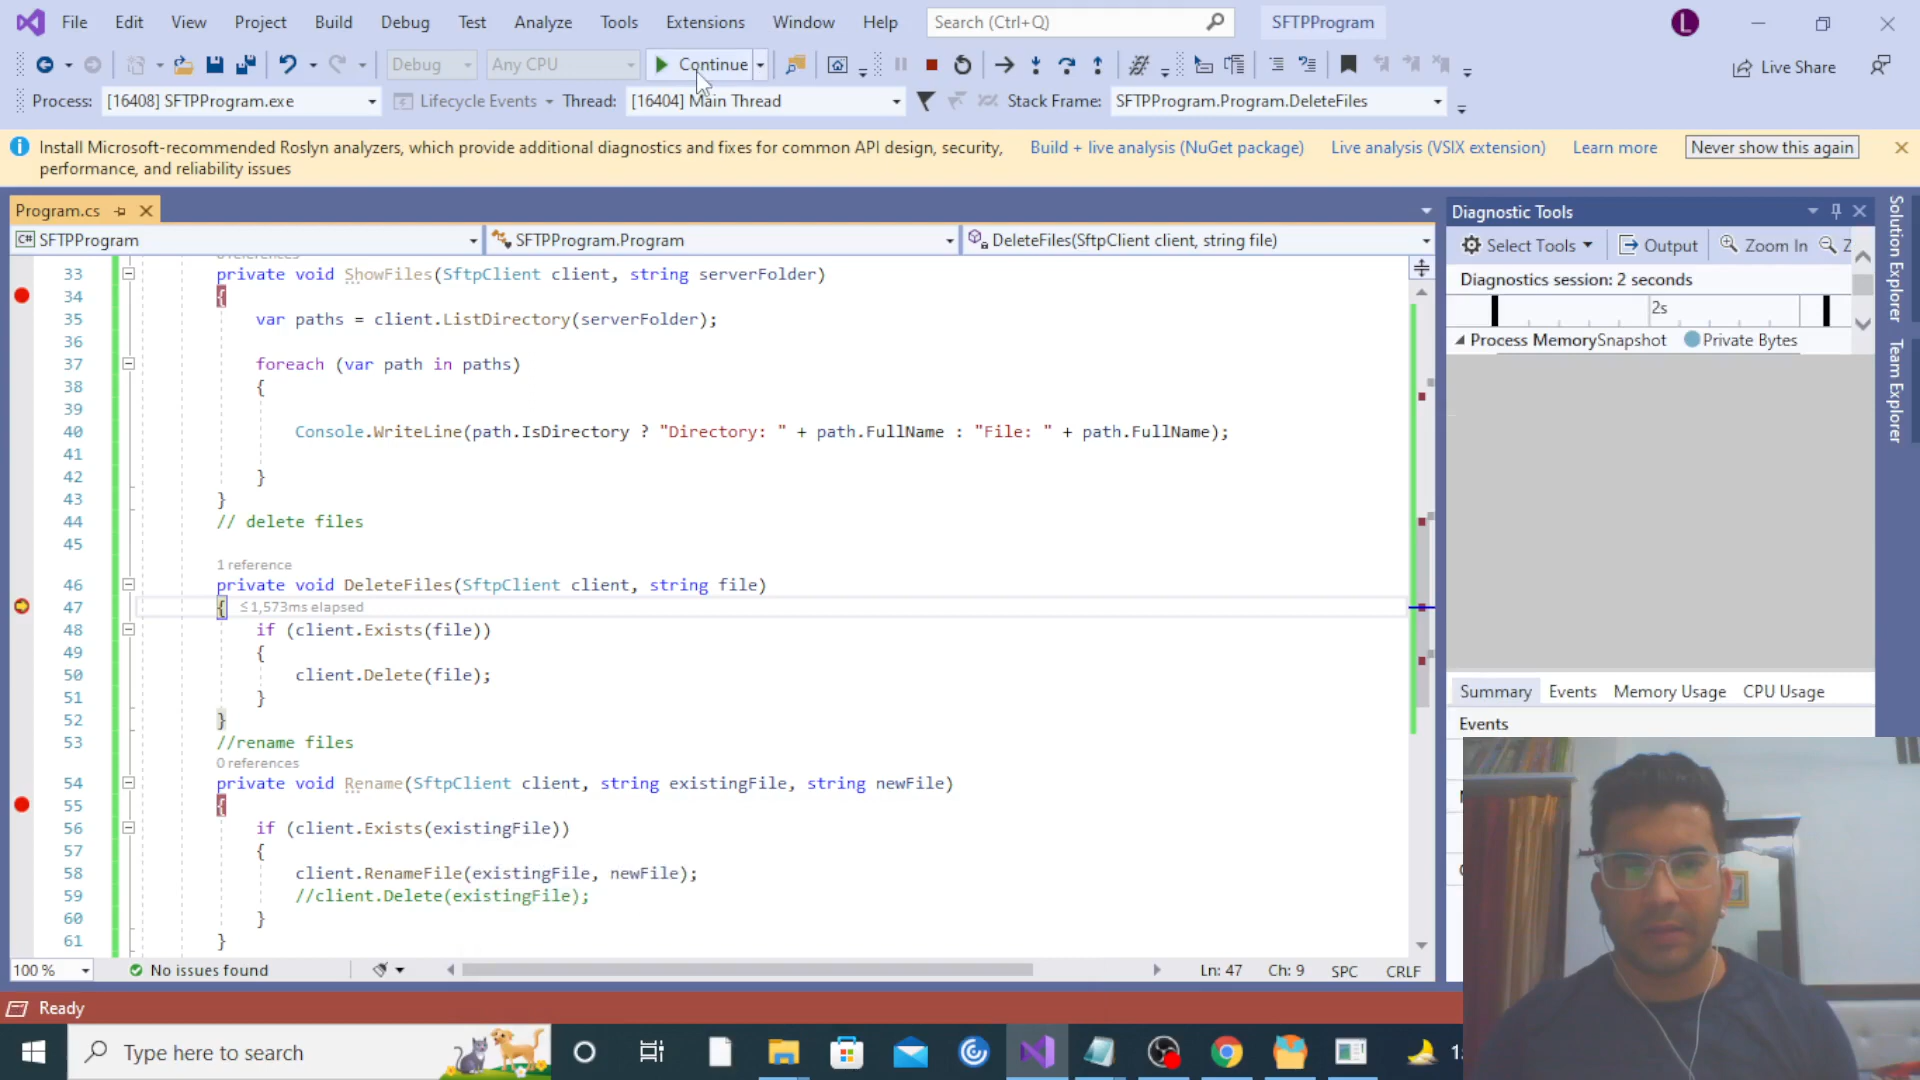 File Edit View Project Build Debug Test Analyze Tools Extensions Window Help Search (Ctrl+Q) SFTPProgram L
Debug Any CPU Continue Live Share
Process: [16408] SFTPProgram.exe Lifecycle Events Thread: [16404] Main Thread Stack Frame: SFTPProgram.Program.DeleteFiles
Install Microsoft-recommended Roslyn analyzers, which provide additional diagnostics and fixes for common API design, security, Build + live analysis (NuGet package) Live analysis (VSIX extension) Learn more Never show this again
performance, and reliability issues
Program.cs
C# SFTPProgram SFTPProgram.Program DeleteFiles(SftpClient client, string file)
33 private void ShowFiles(SftpClient client, string serverFolder)
34 {
35 var paths = client.ListDirectory(serverFolder);
36
37 foreach (var path in paths)
38 {
39
40 Console.WriteLine(path.IsDirectory ? "Directory: " + path.FullName : "File: " + path.FullName);
41
42 }
43 }
44 // delete files
45
1 reference
46 private void DeleteFiles(SftpClient client, string file)
47 { ≤1,573ms elapsed
48 if (client.Exists(file))
49 {
50 client.Delete(file);
51 }
52 }
53 //rename files
0 references
54 private void Rename(SftpClient client, string existingFile, string newFile)
55 {
56 if (client.Exists(existingFile))
57 {
58 client.RenameFile(existingFile, newFile);
59 //client.Delete(existingFile);
60 }
61 }
100 % No issues found Ln: 47 Ch: 9 SPC CRLF
Diagnostic Tools
Select Tools Output Zoom In Z
Diagnostics session: 2 seconds
2s
Process Memory Snapshot Private Bytes
Summary Events Memory Usage CPU Usage
Events
Solution Explorer
Team Explorer
Ready
Type here to search